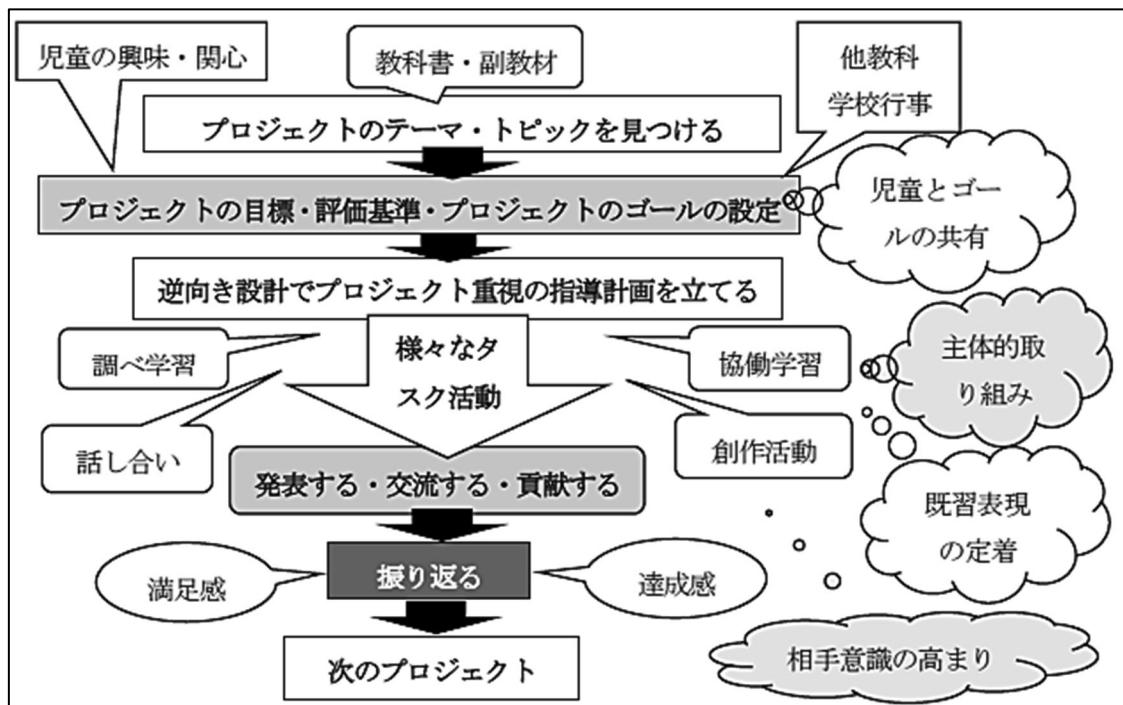 児童の興味・関心
教科書・副教材
他教科
学校行事
プロジェクトのテーマ・トピックを見つける
プロジェクトの目標・評価基準・プロジェクトのゴールの設定
児童とゴー
ルの共有
逆向き設計でプロジェクト重視の指導計画を立てる
調べ学習
様々なタ
スク活動
協働学習
主体的取
り組み
話し合い
創作活動
発表する・交流する・貢献する
既習表現
の定着
満足感
振り返る
達成感
次のプロジェクト
相手意識の高まり